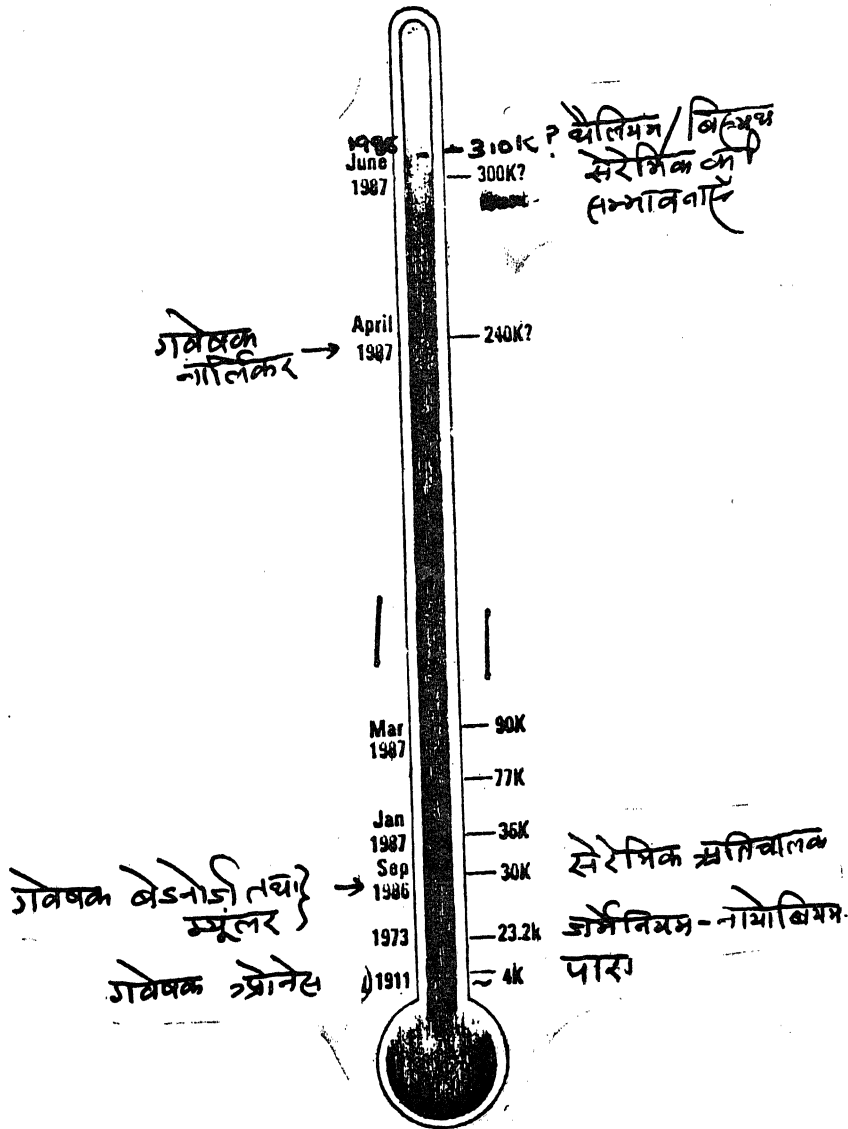 1988
310K ? थैलियम / बिस्मथ
June
1987
300K?
सेरेमिक की
सम्भावनाएँ
April
1987
240K?
गवेषक
नार्लिकर
Mar
1987
90K
77K
Jan
1987
36K
सेरेमिक अतिचालक
Sep
1986
30K
गवेषक बेडनोर्ज तथा
म्यूलर
1973
23.2k
जर्मेनियम-नायोबियम
1911
4K
पारा
गवेषक